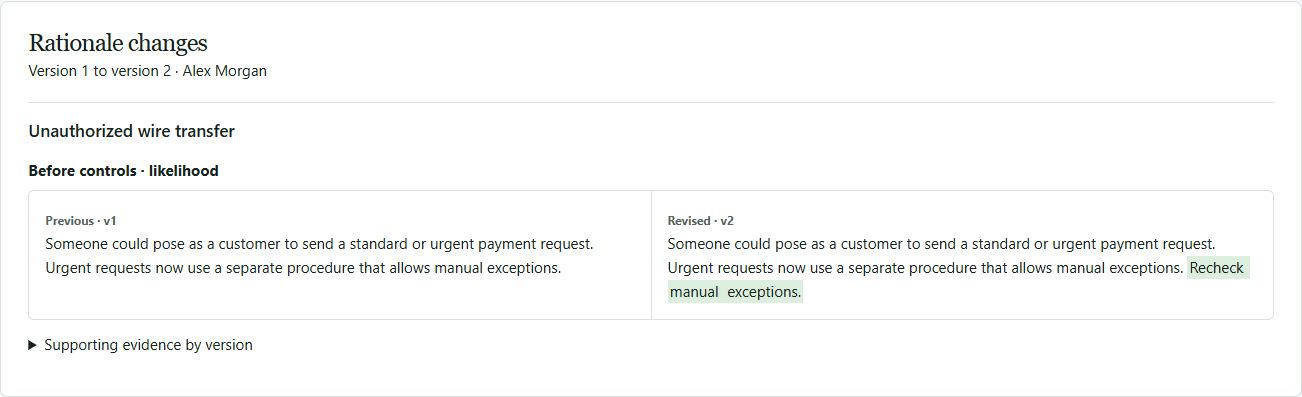 Rationale changes
Version 1 to version 2 · Alex Morgan
Unauthorized wire transfer
Before controls · likelihood
Previous · v1
Someone could pose as a customer to send a standard or urgent payment request.
Urgent requests now use a separate procedure that allows manual exceptions.
Revised · v2
Someone could pose as a customer to send a standard or urgent payment request.
Urgent requests now use a separate procedure that allows manual exceptions. Recheck
manual exceptions.
Supporting evidence by version